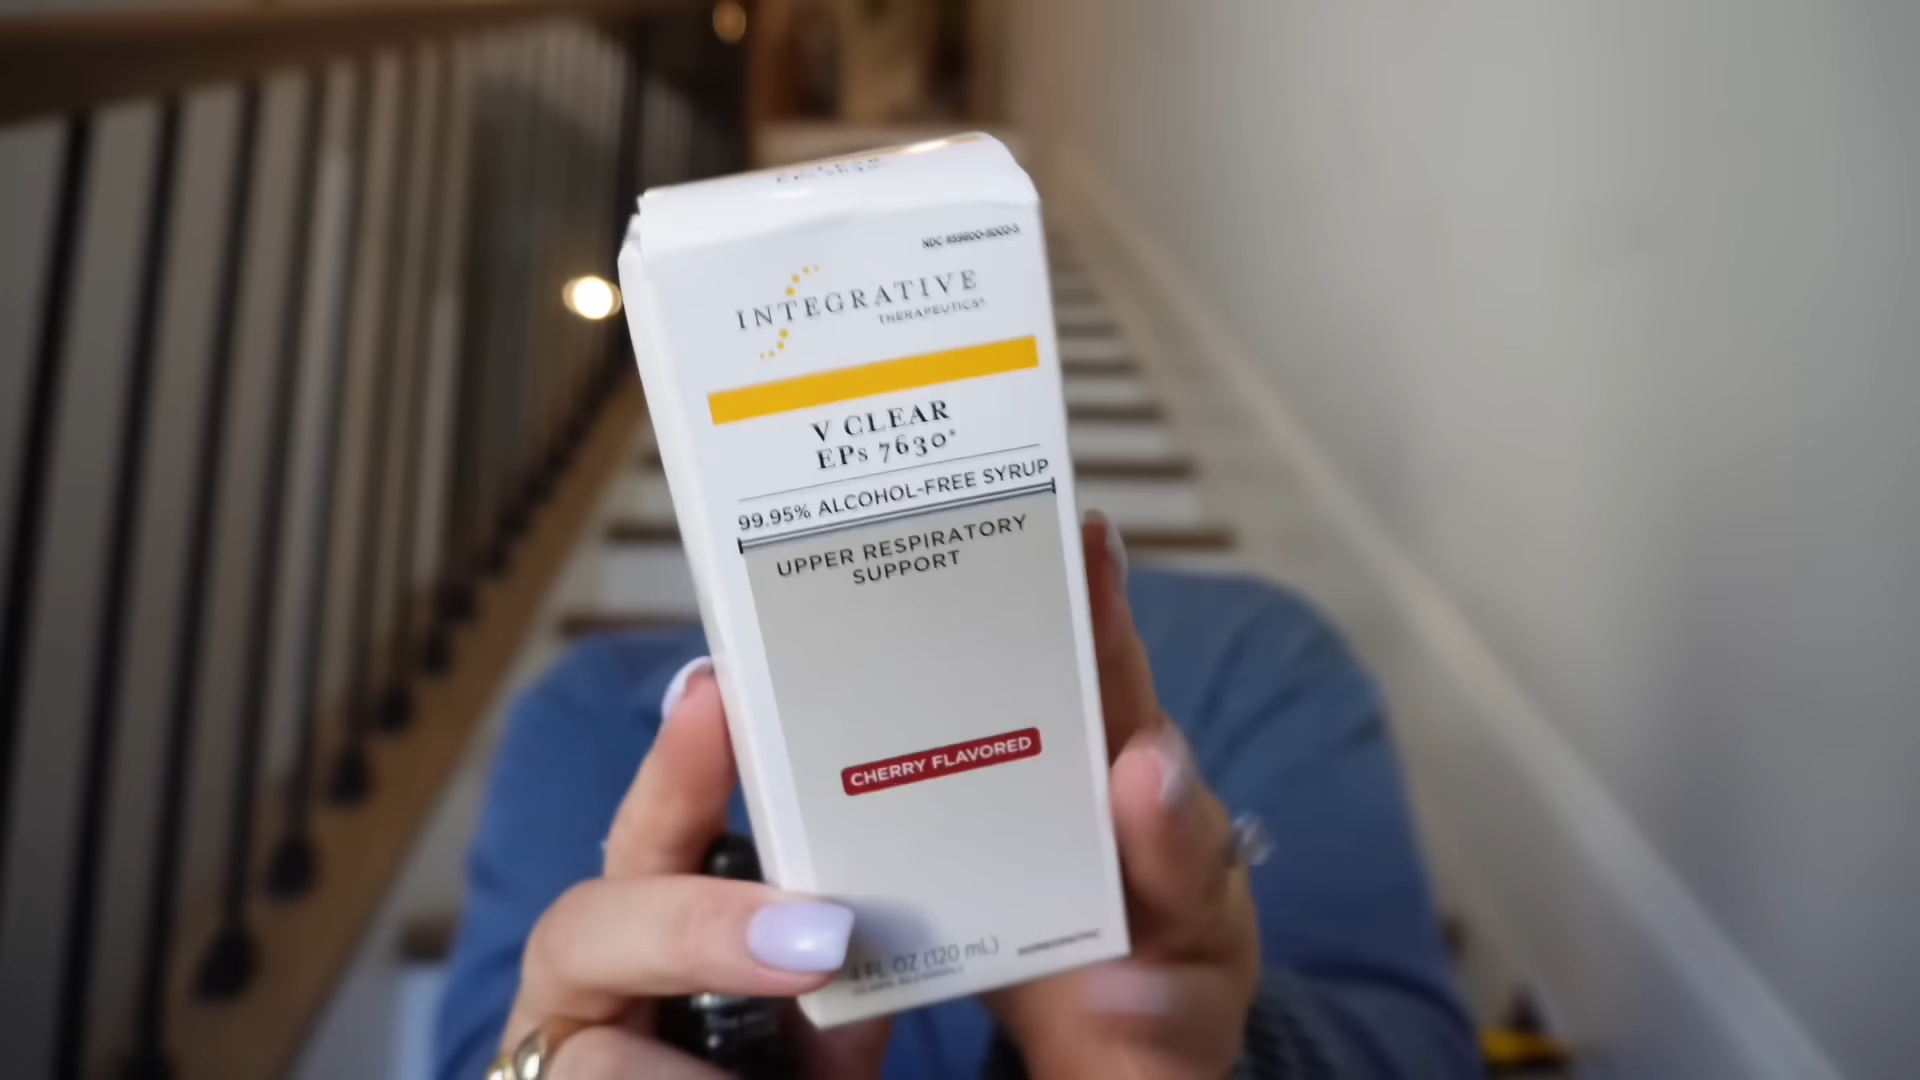 INTEGRATIVE
THERAPEUTICS®
V CLEAR
EPs 7630®
99.95% ALCOHOL-FREE SYRUP
UPPER RESPIRATORY
SUPPORT
CHERRY FLAVORED
4 FL OZ (120 mL)